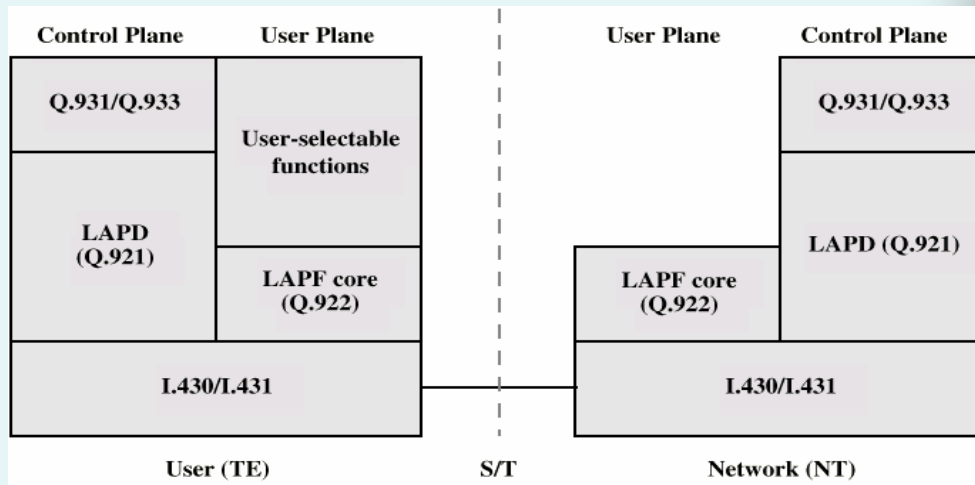 Control Plane
User Plane
User Plane
Control Plane
Q.931/Q.933
User-selectable
functions
Q.931/Q.933
LAPD
(Q.921)
LAPD (Q.921)
LAPF core
(Q.922)
LAPF core
(Q.922)
I.430/I.431
I.430/I.431
User (TE)
S/T
Network (NT)